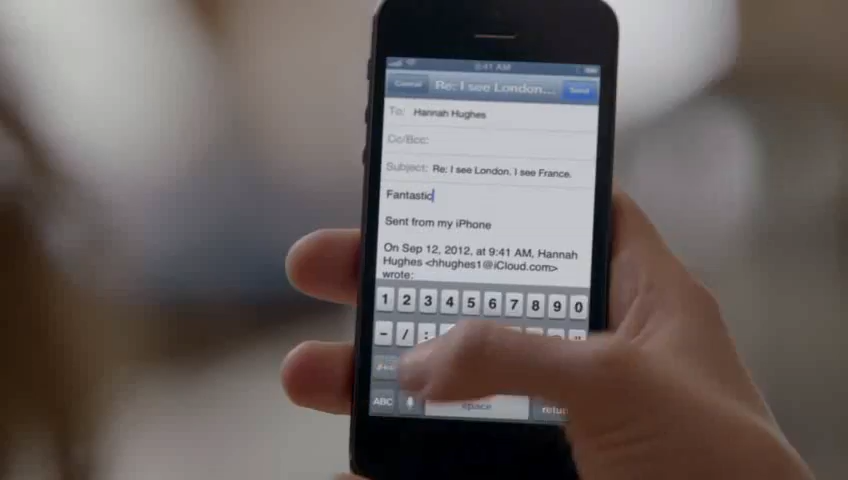 9:41 AM
Cancel Re: I see London... Send
To: Hannah Hughes
Cc/Bcc:
Subject: Re: I see London. I see France.
Fantastic
Sent from my iPhone
On Sep 12, 2012, at 9:41 AM, Hannah
Hughes <hhughes1@iCloud.com>
wrote:
1 2 3 4 5 6 7 8 9 0
- / :
#+=
ABC space return